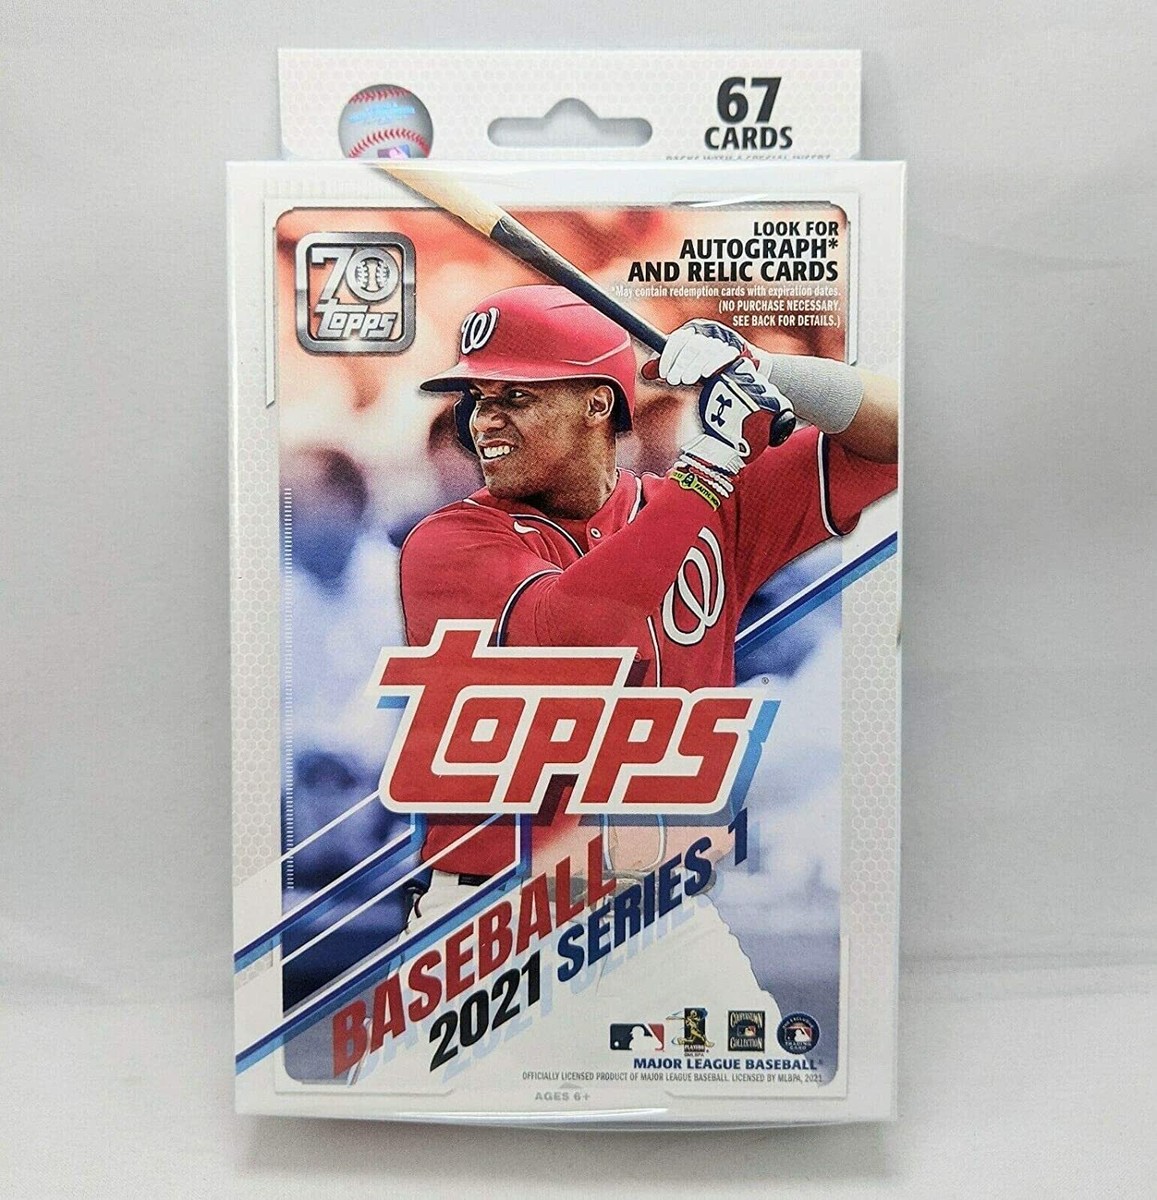 67
CARDS
70
topps
LOOK FOR
AUTOGRAPH*
AND RELIC CARDS
*May contain redemption cards with expiration dates.
(NO PURCHASE NECESSARY.
SEE BACK FOR DETAILS.)
W
W
topps®
BASEBALL
2021 SERIES 1
COOPERSTOWN
COLLECTION
MAJOR LEAGUE BASEBALL®
OFFICIALLY LICENSED PRODUCT OF MAJOR LEAGUE BASEBALL. LICENSED BY MLBPA, 2021
AGES 6+